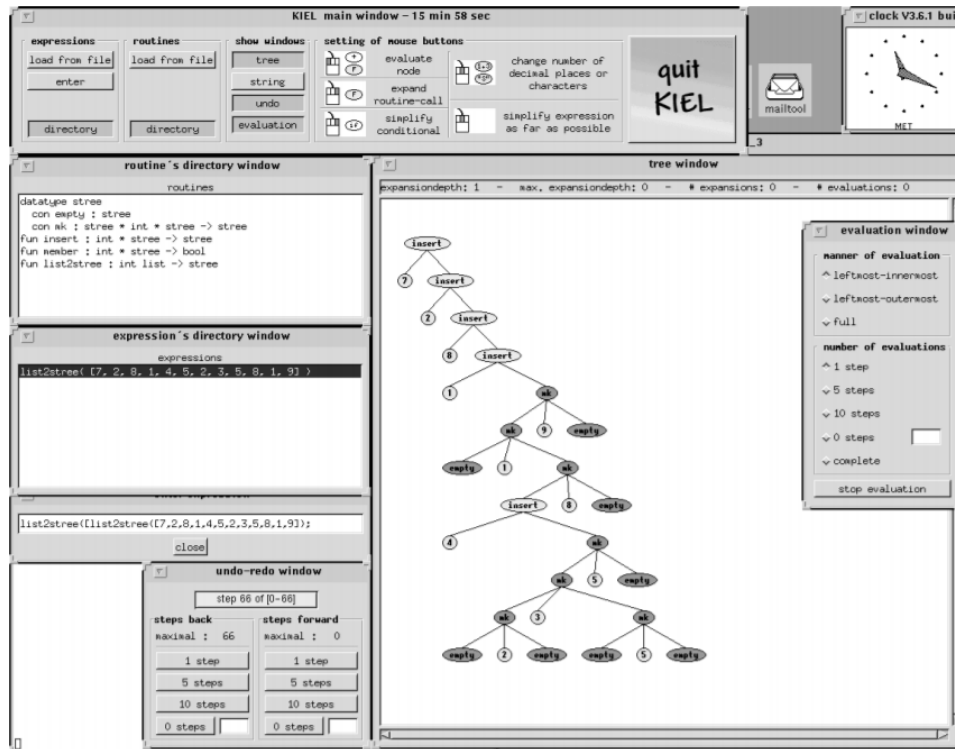 KIEL main window – 15 min 58 sec
expressions
load from file
enter
directory
routines
load from file
directory
show windows
tree
string
undo
evaluation
setting of mouse buttons
evaluate
node
expand
routine-call
simplify
conditional
change number of
decimal places or
characters
simplify expression
as far as possible
quit
KIEL
mailtool
clock V3.6.1 bui
MET
_3
routine's directory window
routines
datatype stree
con empty : stree
con mk : stree * int * stree -> stree
fun insert : int * stree -> stree
fun member : int * stree -> bool
fun list2stree : int list -> stree
expression's directory window
expressions
list2stree( [7, 2, 8, 1, 4, 5, 2, 3, 5, 8, 1, 9] )
list2stree([list2stree([7,2,8,1,4,5,2,3,5,8,1,9]);
close
undo-redo window
step 66 of [0-66]
steps back
maximal : 66
1 step
5 steps
10 steps
0 steps
steps forward
maximal : 0
1 step
5 steps
10 steps
0 steps
tree window
expansiondepth: 1 – max. expansiondepth: 0 – # expansions: 0 – # evaluations: 0
insert
7 insert
2 insert
8 insert
1 mk
mk 9 empty
empty 1 mk
insert 8 empty
4 mk
mk 5 empty
mk 3 mk
empty 2 empty empty 5 empty
evaluation window
manner of evaluation
leftmost-innermost
leftmost-outermost
full
number of evaluations
1 step
5 steps
10 steps
0 steps
complete
stop evaluation